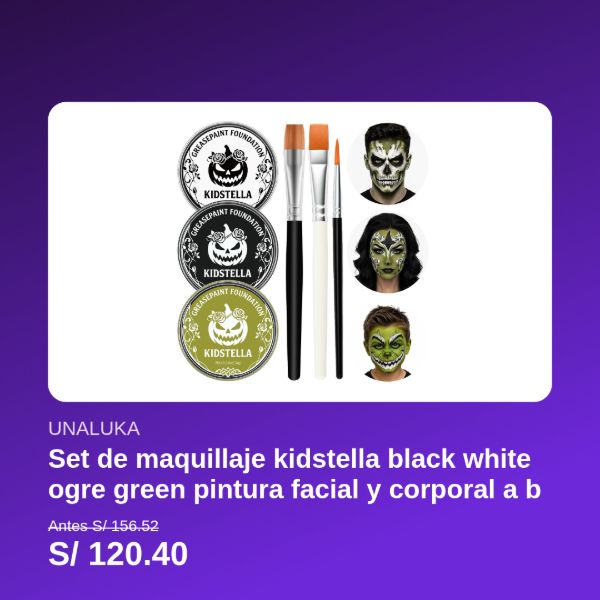 GREASEPAINT FOUNDATION
KIDSTELLA
GREASEPAINT FOUNDATION
KIDSTELLA
GREASEPAINT FOUNDATION
KIDSTELLA
UNALUKA
Set de maquillaje kidstella black white
ogre green pintura facial y corporal a b
Antes S/ 156.52
S/ 120.40